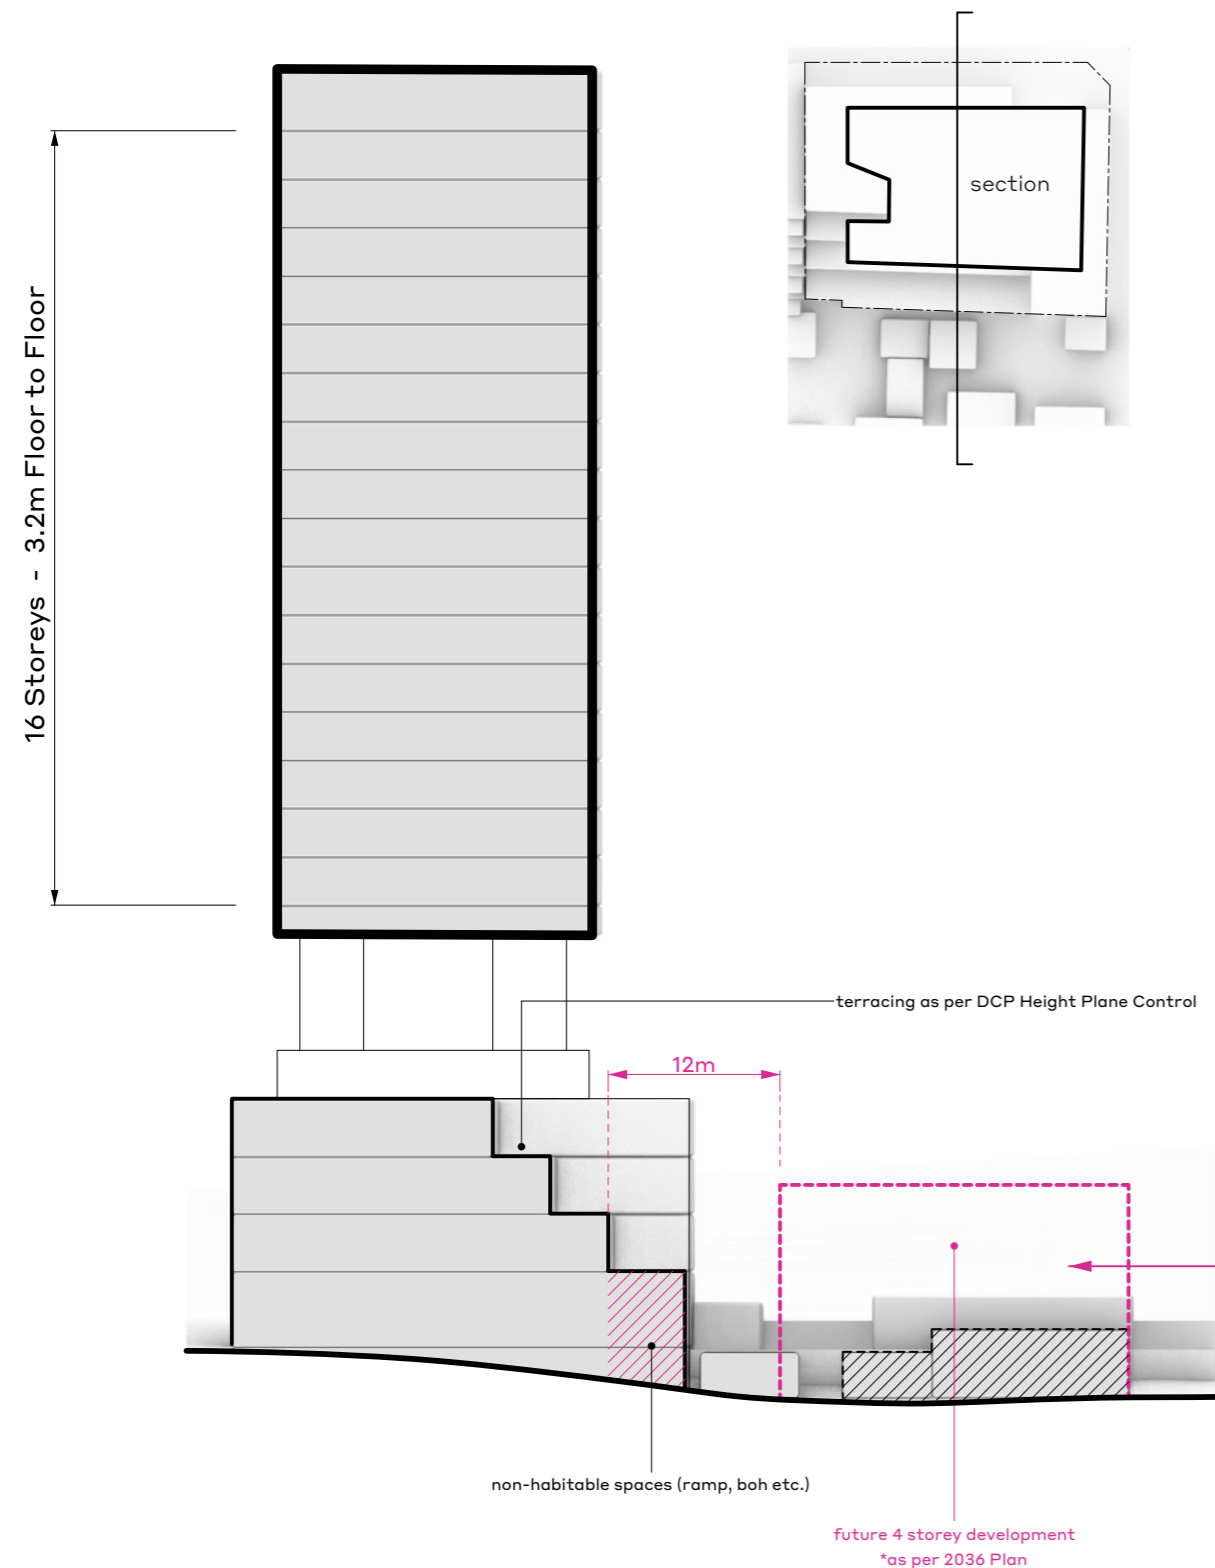 section
16 Storeys - 3.2m Floor to Floor
terracing as per DCP Height Plane Control
12m
non-habitable spaces (ramp, boh etc.)
future 4 storey development
*as per 2036 Plan